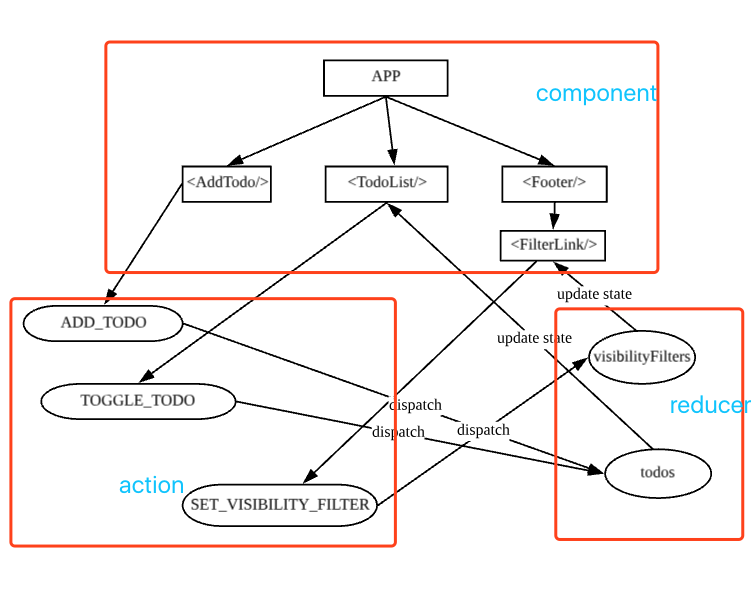 APP
component
<AddTodo/>
<TodoList/>
<Footer/>
<FilterLink/>
update state
ADD_TODO
update state
visibilityFilters
TOGGLE_TODO
dispatch
reducer
dispatch
dispatch
todos
action
SET_VISIBILITY_FILTER